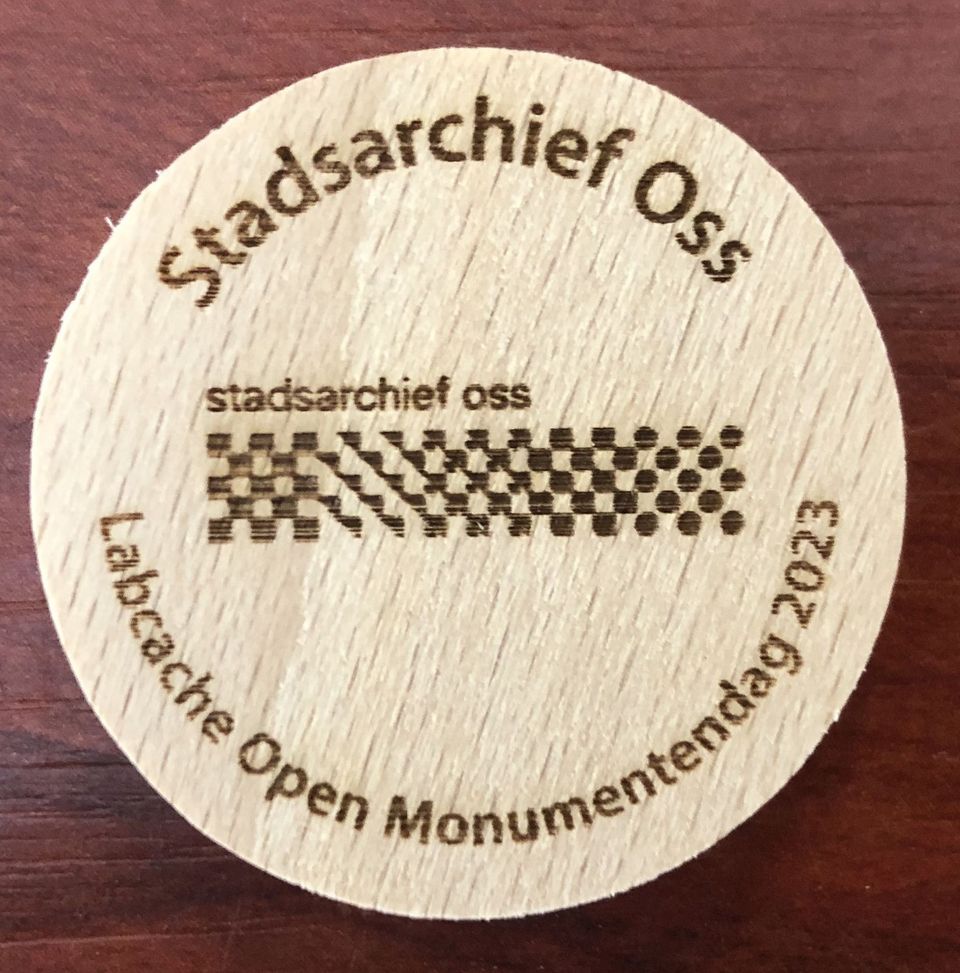 Stadsarchief Oss
stadsarchief oss
Labcache Open Monumentendag 2023